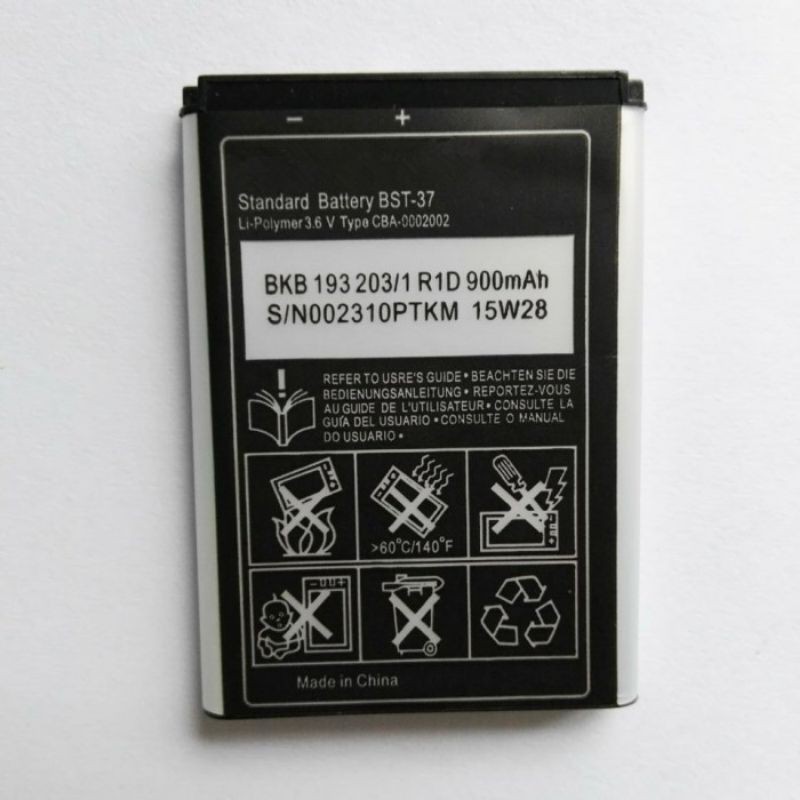 − +
Standard Battery BST-37
Li-Polymer 3.6 V Type CBA-0002002
BKB 193 203/1 R1D 900mAh
S/N002310PTKM 15W28
REFER TO USRE'S GUIDE • BEACHTEN SIE DIE
BEDIENUNGSANLEITUNG • REPORTEZ-VOUS
AU GUIDE DE L'UTILISATEUR • CONSULTE LA
GUÍA DEL USUARIO • CONSULTE O MANUAL
DO USUARIO •
>60°C/140°F
Made in China